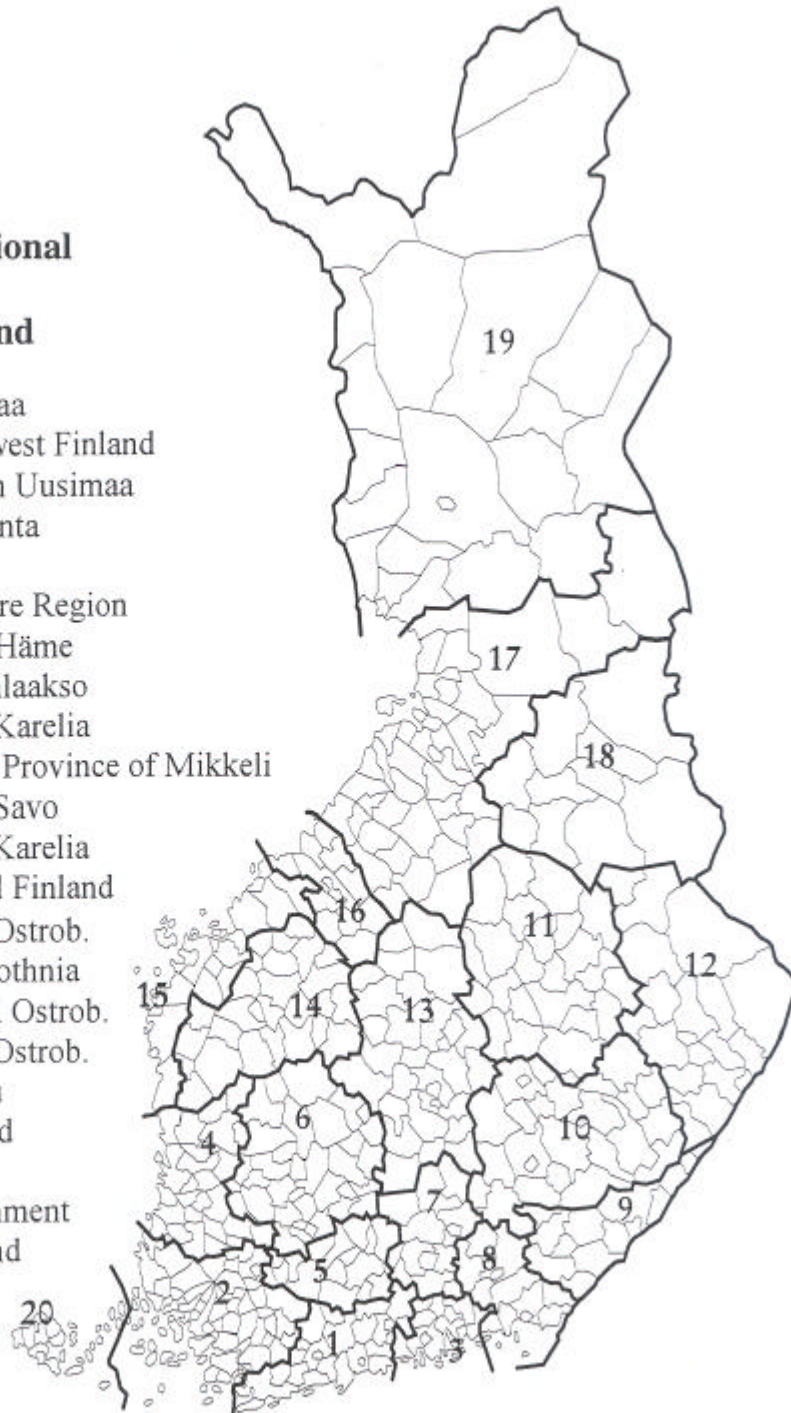 ional
nd
aa
vest Finland
n Uusimaa
nta
re Region
Häme
laakso
Karelia
Province of Mikkeli
Savo
Karelia
l Finland
Ostrob.
othnia
Ostrob.
Ostrob.
d
nment
nd
19
17
18
16
11
12
15
14
13
6
4
10
7
9
8
5
2
20
1
3